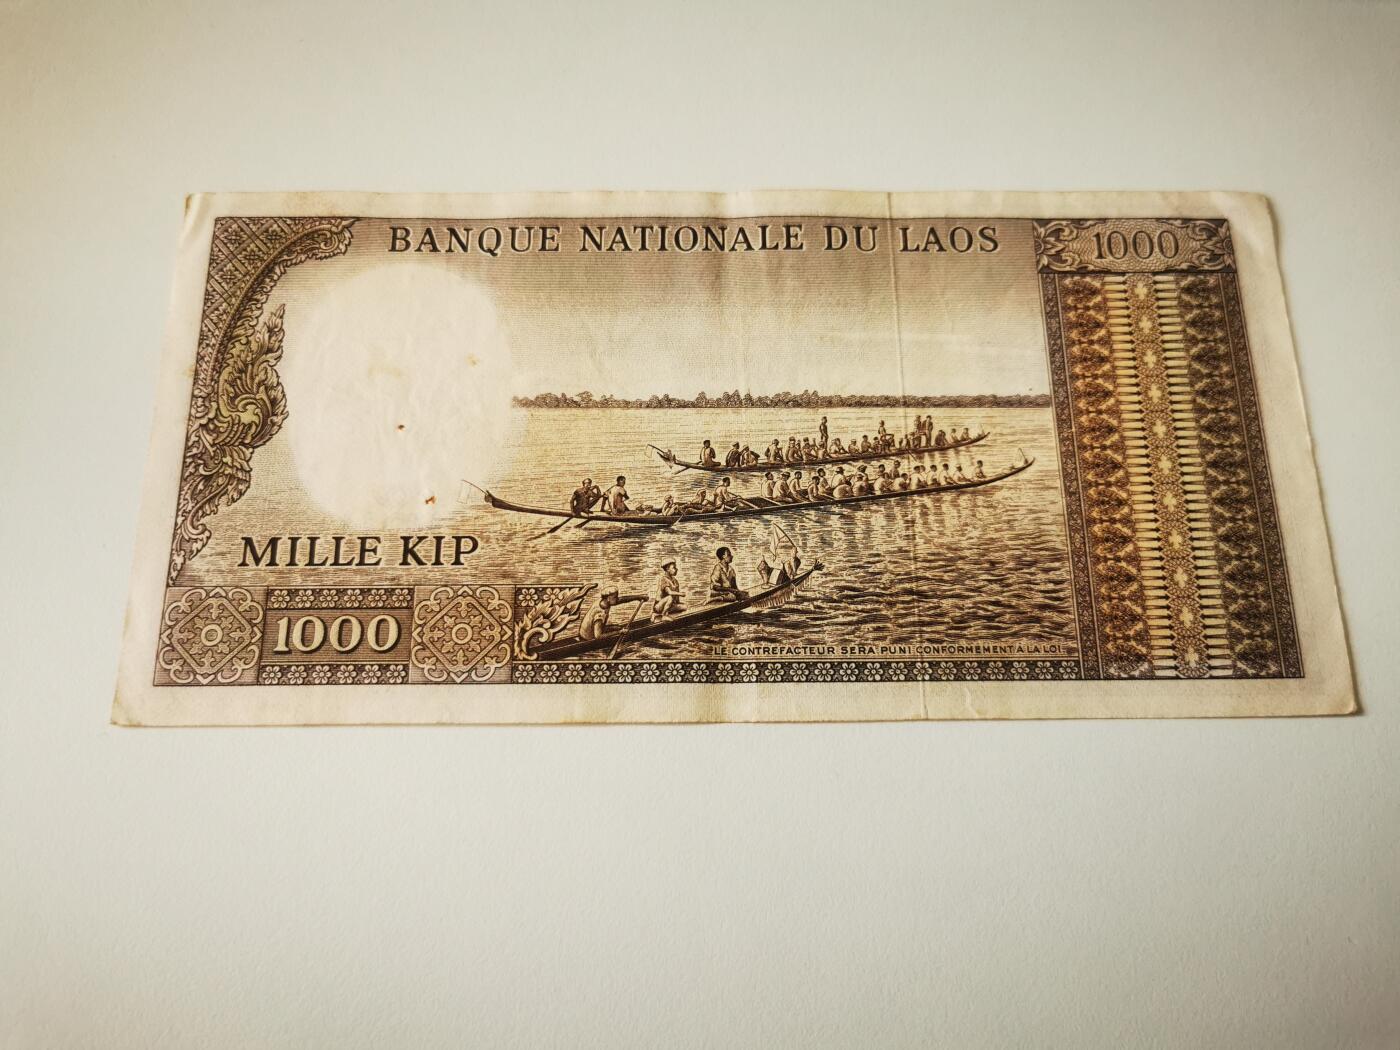 BANQUE NATIONALE DU LAOS
1000
MILLE KIP
1000
LE CONTREFACTEUR SERA PUNI CONFORMEMENT A LA LOI